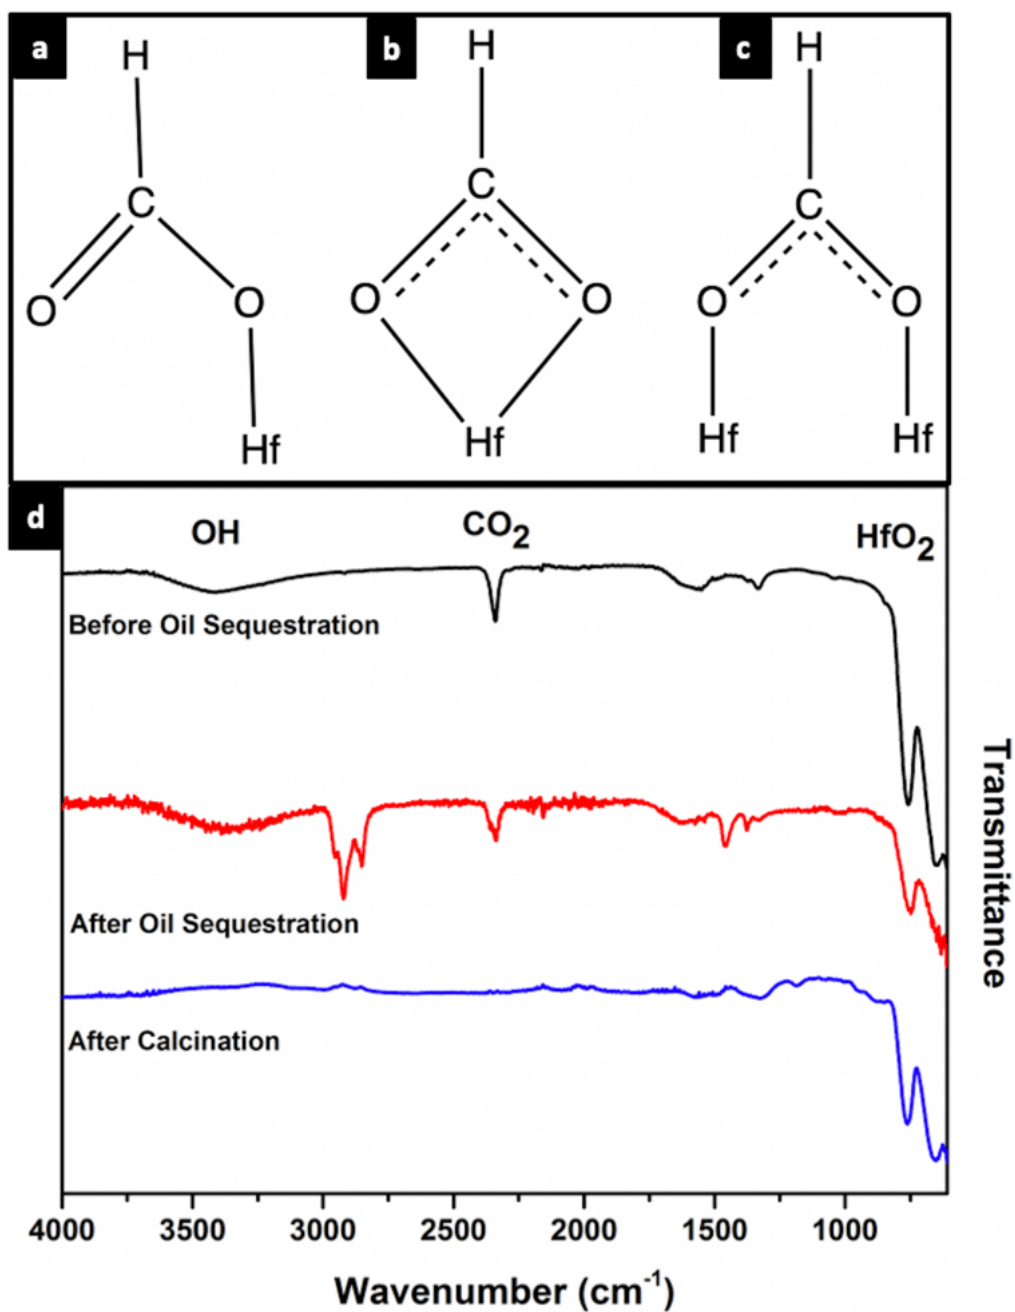 a
b
c
H
H
H
C
C
C
O
O
O
O
O
O
Hf
Hf
Hf
Hf
d
OH
CO2
HfO2
Before Oil Sequestration
After Oil Sequestration
After Calcination
Transmittance
4000 3500 3000 2500 2000 1500 1000
Wavenumber (cm-1)